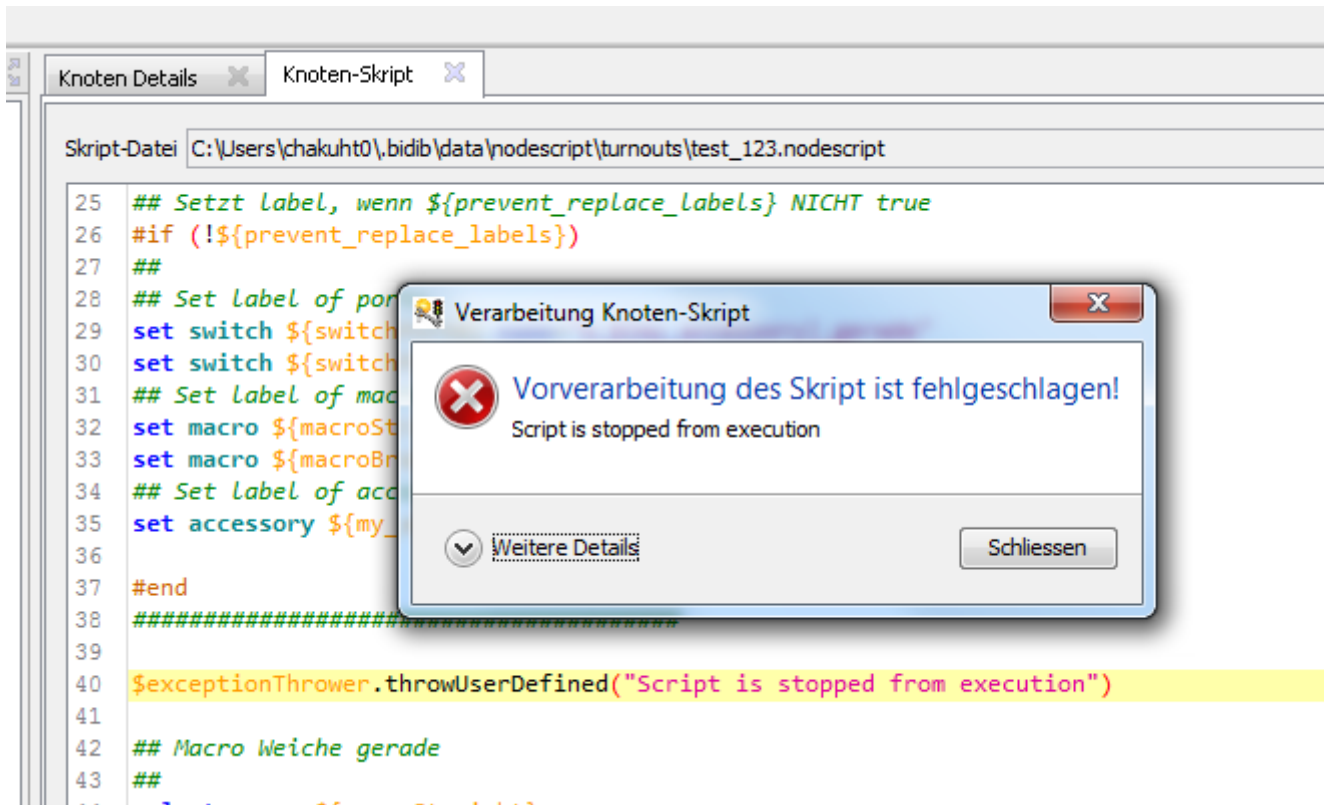 Knoten Details
Knoten-Skript
Skript-Datei C:\Users\chakuht0\.bidib\data\nodescript\turnouts\test_123.nodescript
25 ## Setzt label, wenn ${prevent_replace_labels} NICHT true
26 #if (!${prevent_replace_labels})
27 ##
28 ## Set label of por
29 set switch ${switch
30 set switch ${switch
31 ## Set label of mac
32 set macro ${macroSt
33 set macro ${macroBr
34 ## Set label of acc
35 set accessory ${my_
36
37 #end
38 #######################################
39
40 $exceptionThrower.throwUserDefined("Script is stopped from execution")
41
42 ## Macro Weiche gerade
43 ##
Verarbeitung Knoten-Skript
Vorverarbeitung des Skript ist fehlgeschlagen!
Script is stopped from execution
Weitere Details
Schliessen